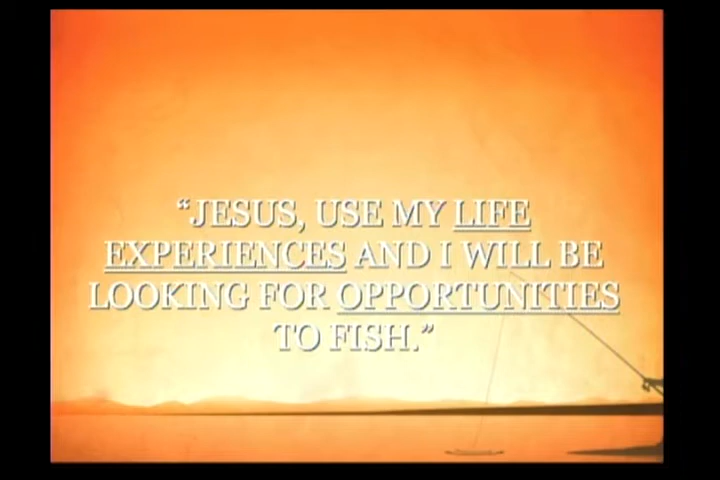 “JESUS, USE MY LIFE
EXPERIENCES AND I WILL BE
LOOKING FOR OPPORTUNITIES
TO FISH.”